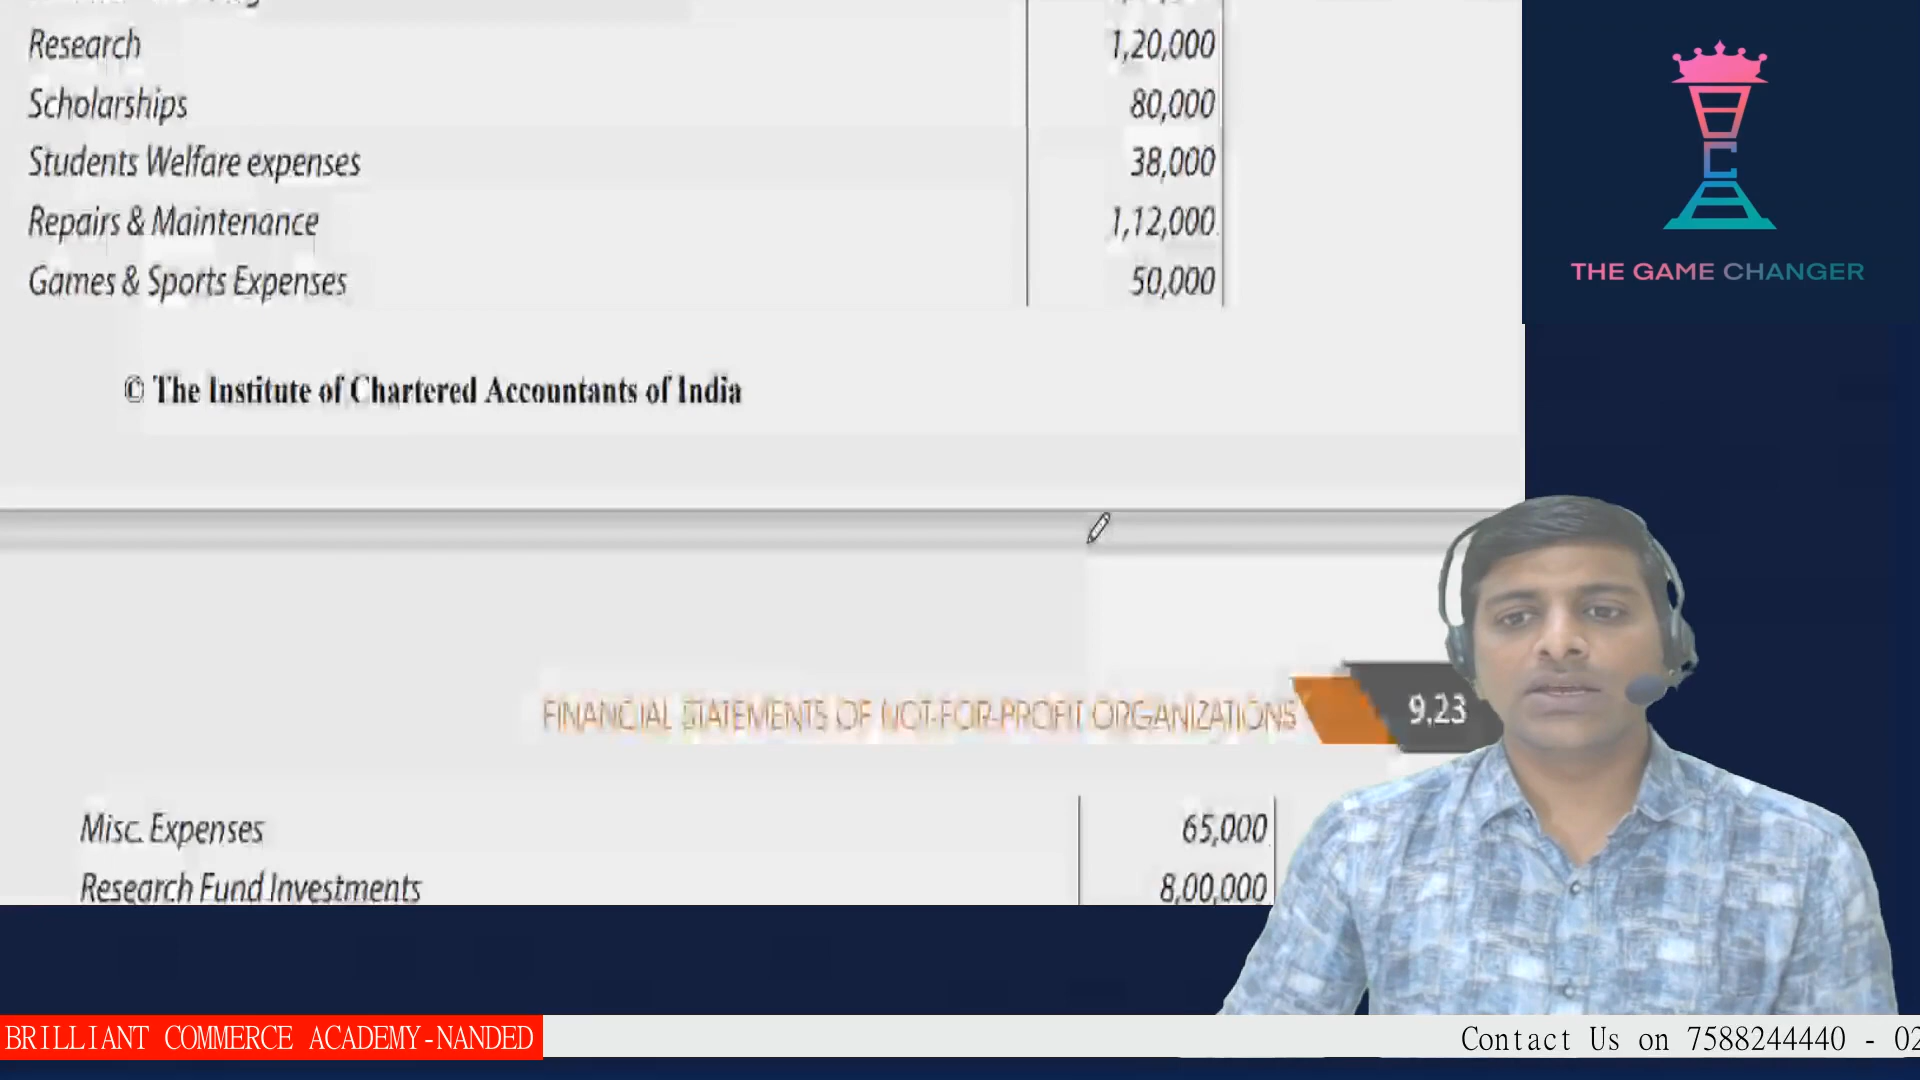 Research 1,20,000
Scholarships 80,000
Students Welfare expenses 38,000
Repairs & Maintenance 1,12,000
Games & Sports Expenses 50,000
© The Institute of Chartered Accountants of India
FINANCIAL STATEMENTS OF NOT-FOR-PROFIT ORGANIZATIONS 9.23
Misc. Expenses 65,000
Research Fund Investments 8,00,000
THE GAME CHANGER
BRILLIANT COMMERCE ACADEMY-NANDED
Contact Us on 7588244440 - 02